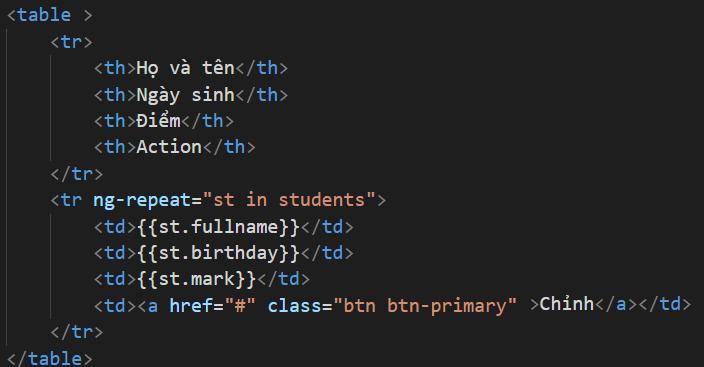 <table >
    <tr>
        <th>Họ và tên</th>
        <th>Ngày sinh</th>
        <th>Điểm</th>
        <th>Action</th>
    </tr>
    <tr ng-repeat="st in students">
        <td>{{st.fullname}}</td>
        <td>{{st.birthday}}</td>
        <td>{{st.mark}}</td>
        <td><a href="#" class="btn btn-primary" >Chỉnh</a></td>
    </tr>
</table>